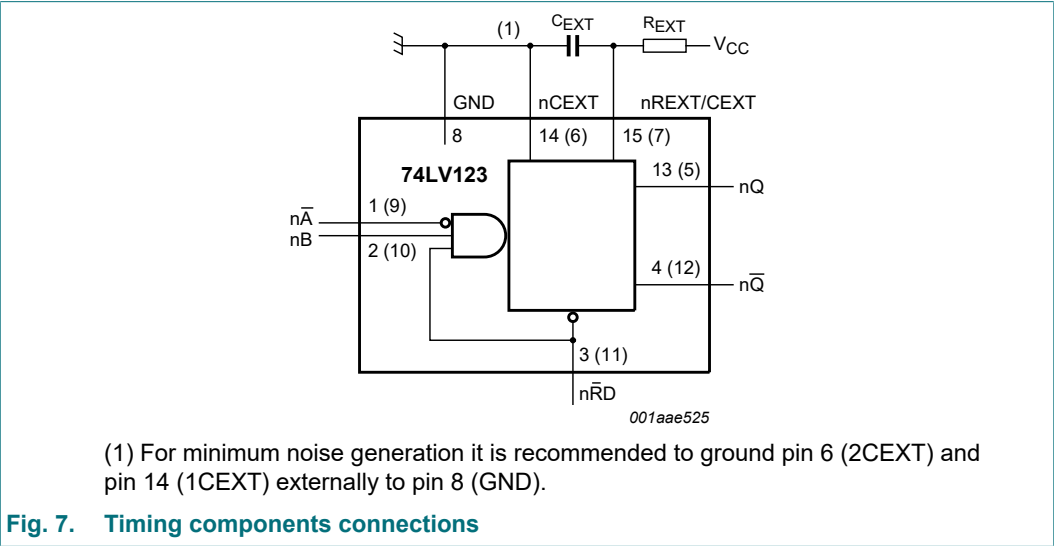 (1) CEXT REXT
VCC
GND nCEXT nREXT/CEXT
8 14 (6) 15 (7)
74LV123
13 (5)
nQ
1 (9)
nA̅
nB
2 (10)
4 (12)
nQ̅
3 (11)
nR̅D
001aae525
(1) For minimum noise generation it is recommended to ground pin 6 (2CEXT) and
pin 14 (1CEXT) externally to pin 8 (GND).
Fig. 7. Timing components connections